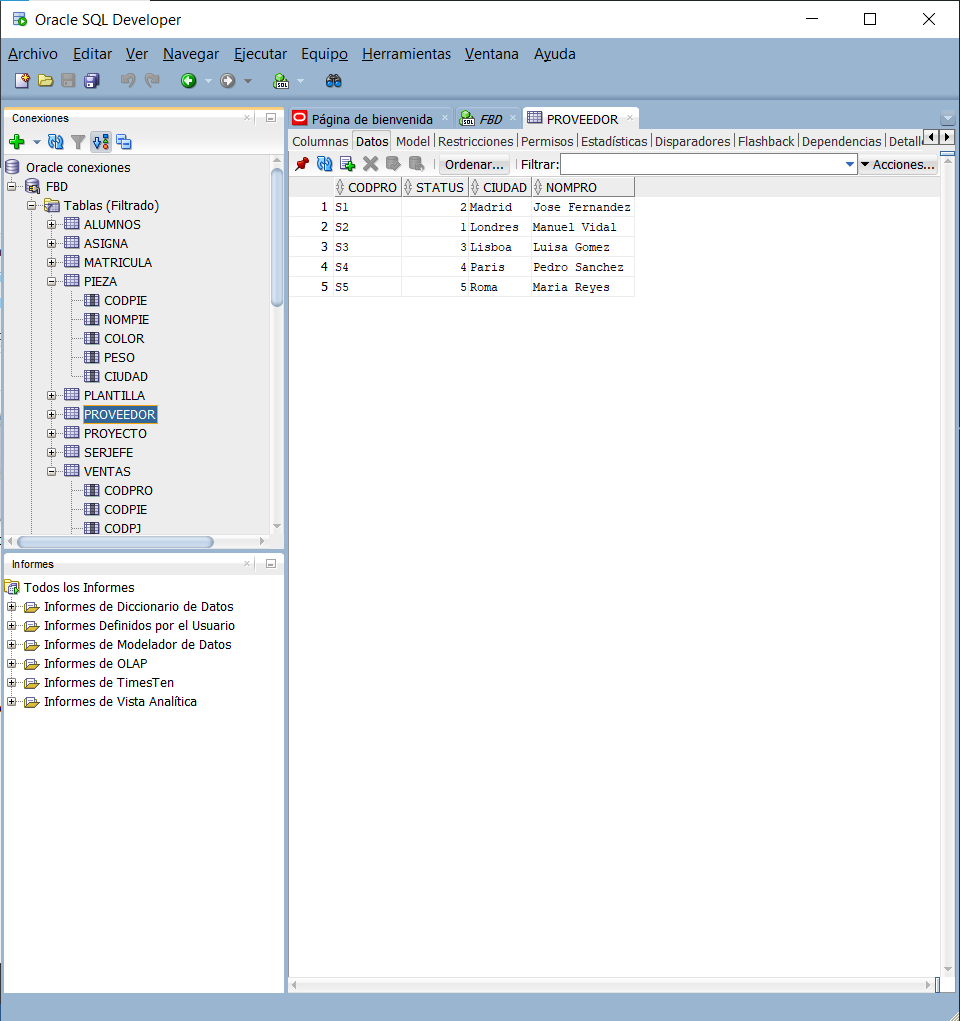 Oracle SQL Developer
Archivo Editar Ver Navegar Ejecutar Equipo Herramientas Ventana Ayuda
Conexiones
Oracle conexiones
FBD
Tablas (Filtrado)
ALUMNOS
ASIGNA
MATRICULA
PIEZA
CODPIE
NOMPIE
COLOR
PESO
CIUDAD
PLANTILLA
PROVEEDOR
PROYECTO
SERJEFE
VENTAS
CODPRO
CODPIE
CODPJ
Informes
Todos los Informes
Informes de Diccionario de Datos
Informes Definidos por el Usuario
Informes de Modelador de Datos
Informes de OLAP
Informes de TimesTen
Informes de Vista Analítica
Página de bienvenida FBD PROVEEDOR
Columnas Datos Model Restricciones Permisos Estadísticas Disparadores Flashback Dependencias Detalle
Ordenar... Filtrar: Acciones...
CODPRO STATUS CIUDAD NOMPRO
1 S1 2 Madrid Jose Fernandez
2 S2 1 Londres Manuel Vidal
3 S3 3 Lisboa Luisa Gomez
4 S4 4 Paris Pedro Sanchez
5 S5 5 Roma Maria Reyes